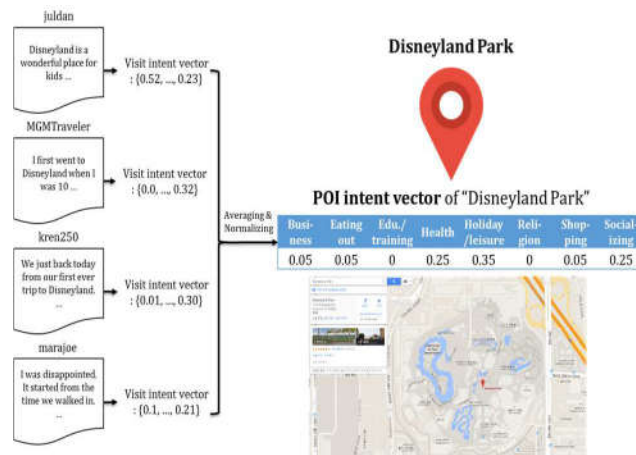 juldan
Disneyland is a
wonderful place for
kids ...
Visit intent vector
: {0.52, ..., 0.23}
MGMTraveler
I first went to
Disneyland when I
was 10 ...
Visit intent vector
: {0.0, ..., 0.32}
kren250
We just back today
from our first ever
trip to Disneyland.
...
Visit intent vector
: {0.01, ..., 0.30}
marajoe
I was disappointed.
It started from the
time we walked in.
...
Visit intent vector
: {0.1, ..., 0.21}
Averaging &
Normalizing
Disneyland Park
POI intent vector of "Disneyland Park"
Busi-
ness
Eating
out
Edu./
training
Health
Holiday
/leisure
Reli-
gion
Shop-
ping
Social-
izing
0.05 0.05 0 0.25 0.35 0 0.05 0.25